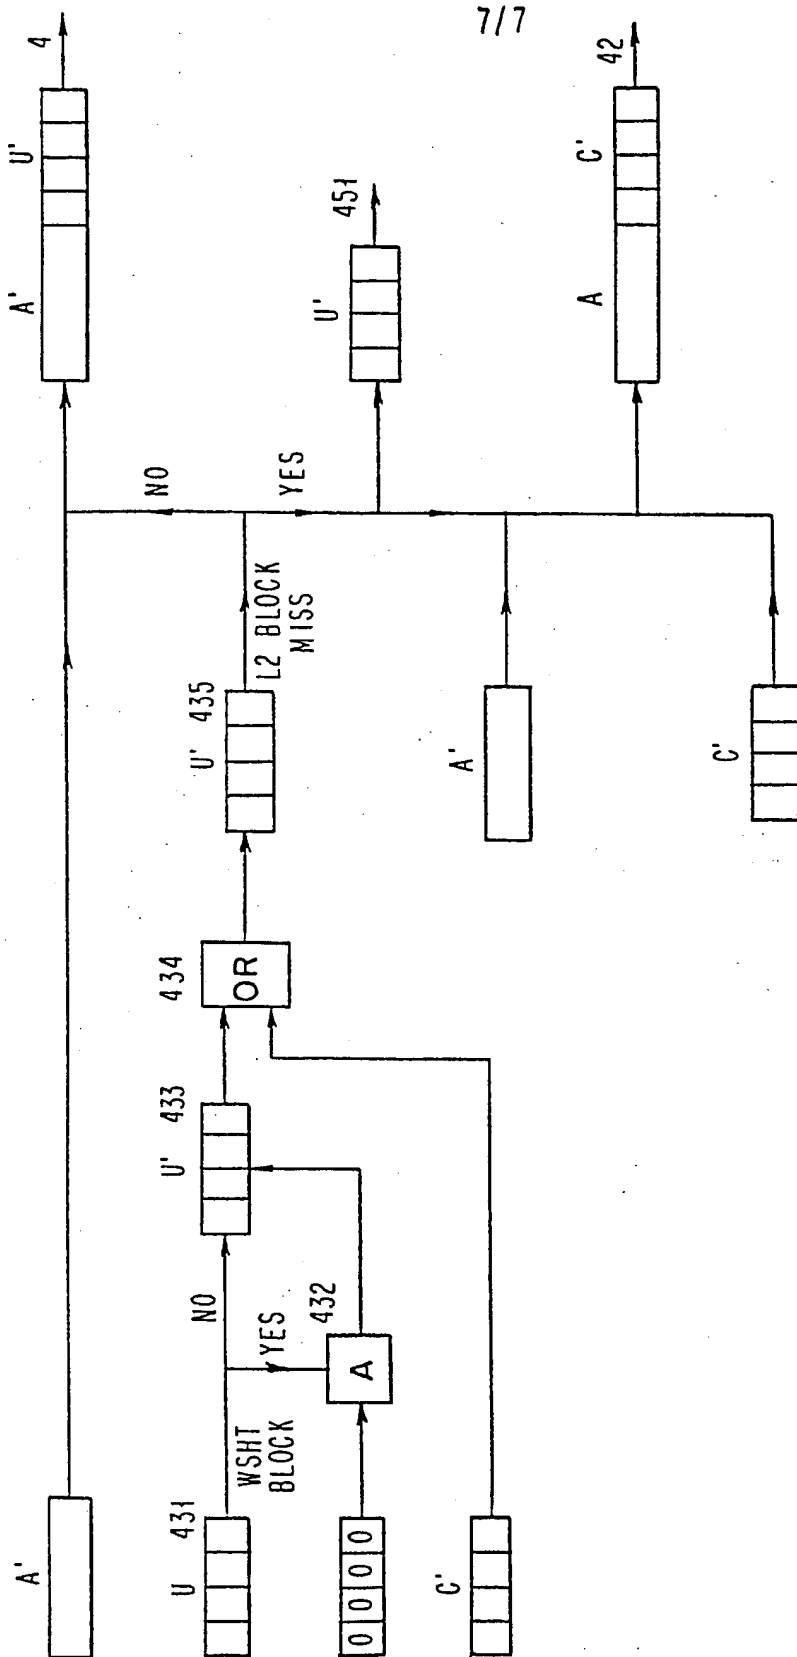 7/7
A'
U 431
WSHT
BLOCK
NO
YES
0 0 0 0
A
432
C'
U' 433
434
OR
U' 435
L2 BLOCK
MISS
NO
YES
A'
C'
A' U' 4
U' 451
A C' 42